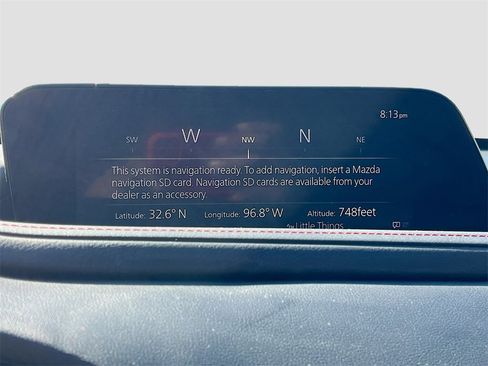 8:13pm
SW W NW N NE
This system is navigation ready. To add navigation, insert a Mazda
navigation SD card. Navigation SD cards are available from your
dealer as an accessory.
Latitude: 32.6° N Longitude: 96.8° W Altitude: 748feet
Little Things